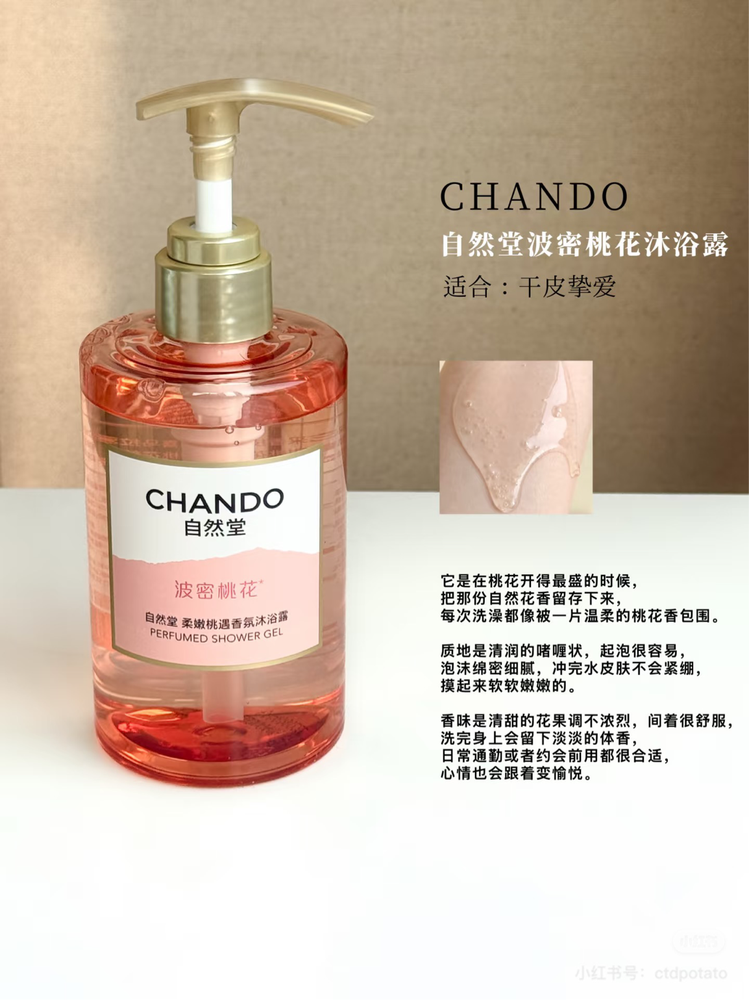 CHANDO
自然堂波密桃花沐浴露
适合：干皮挚爱
CHANDO
自然堂
波密桃花*
自然堂 柔嫩桃遇香氛沐浴露
PERFUMED SHOWER GEL
它是在桃花开得最盛的时候，
把那份自然花香留存下来，
每次洗澡都像被一片温柔的桃花香包围。
质地是清润的啫喱状，起泡很容易，
泡沫绵密细腻，冲完水皮肤不会紧绷，
摸起来软软嫩嫩的。
香味是清甜的花果调不浓烈，间着很舒服，
洗完身上会留下淡淡的体香，
日常通勤或者约会前用都很合适，
心情也会跟着变愉悦。
小红书
小红书号：ctdpotato